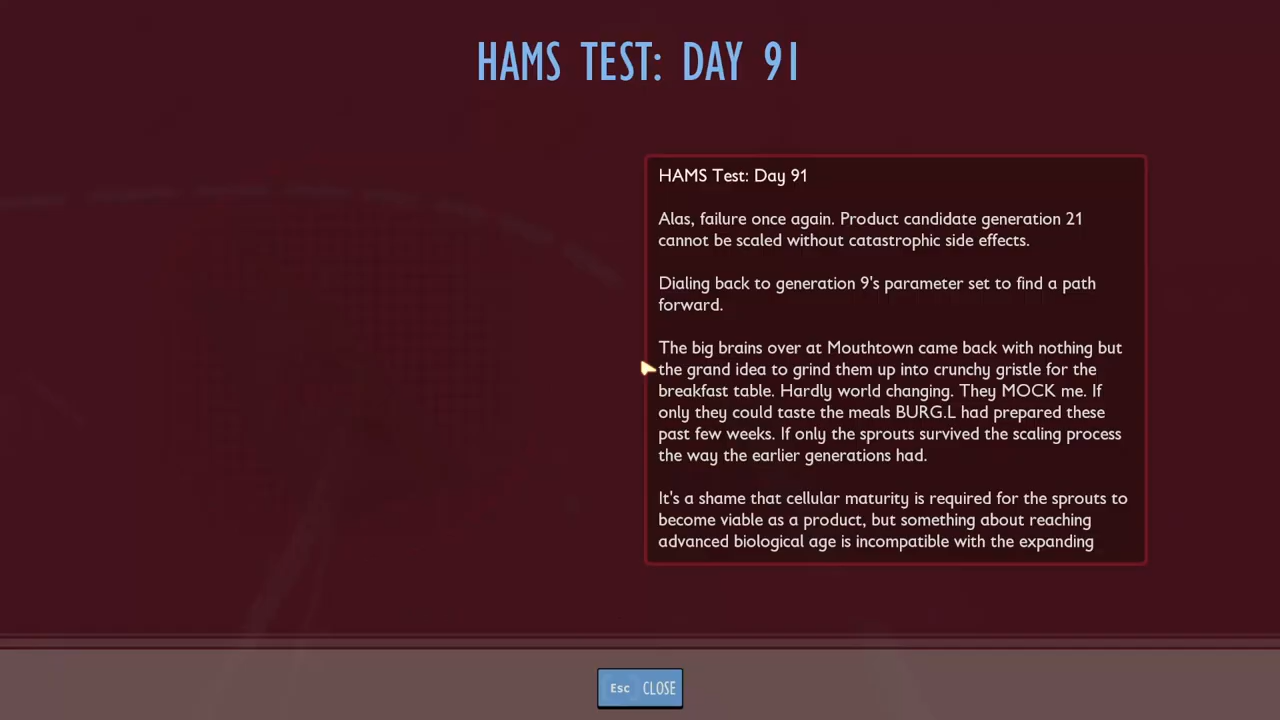 HAMS TEST: DAY 91
HAMS Test: Day 91
Alas, failure once again. Product candidate generation 21
cannot be scaled without catastrophic side effects.
Dialing back to generation 9's parameter set to find a path
forward.
The big brains over at Mouthtown came back with nothing but
the grand idea to grind them up into crunchy gristle for the
breakfast table. Hardly world changing. They MOCK me. If
only they could taste the meals BURG.L had prepared these
past few weeks. If only the sprouts survived the scaling process
the way the earlier generations had.
It's a shame that cellular maturity is required for the sprouts to
become viable as a product, but something about reaching
advanced biological age is incompatible with the expanding
Esc CLOSE